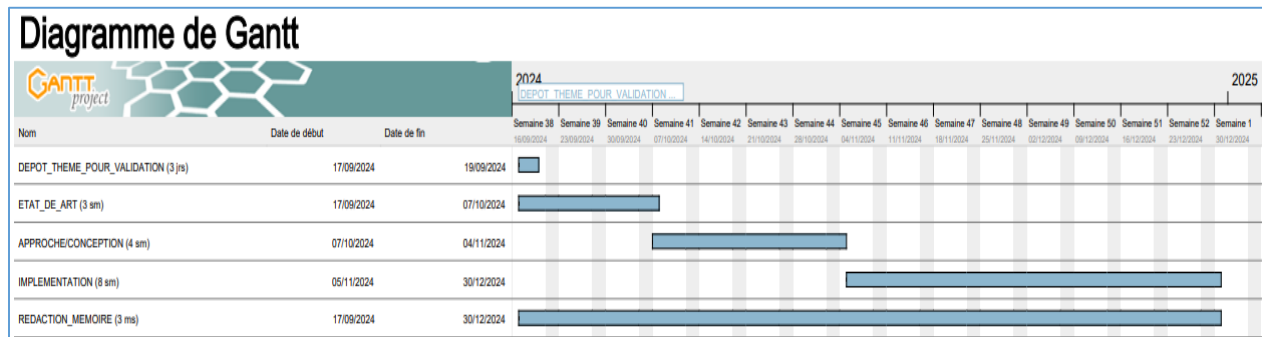 Diagramme de Gantt
GANTT project
2024 2025
DEPOT_THEME_POUR_VALIDATION ...
Nom Date de début Date de fin
Semaine 38 Semaine 39 Semaine 40 Semaine 41 Semaine 42 Semaine 43 Semaine 44 Semaine 45 Semaine 46 Semaine 47 Semaine 48 Semaine 49 Semaine 50 Semaine 51 Semaine 52 Semaine 1
16/09/2024 23/09/2024 30/09/2024 07/10/2024 14/10/2024 21/10/2024 28/10/2024 04/11/2024 11/11/2024 18/11/2024 25/11/2024 02/12/2024 09/12/2024 16/12/2024 23/12/2024 30/12/2024
DEPOT_THEME_POUR_VALIDATION (3 jrs) 17/09/2024 19/09/2024
ETAT_DE_ART (3 sm) 17/09/2024 07/10/2024
APPROCHE/CONCEPTION (4 sm) 07/10/2024 04/11/2024
IMPLEMENTATION (8 sm) 05/11/2024 30/12/2024
REDACTION_MEMOIRE (3 ms) 17/09/2024 30/12/2024